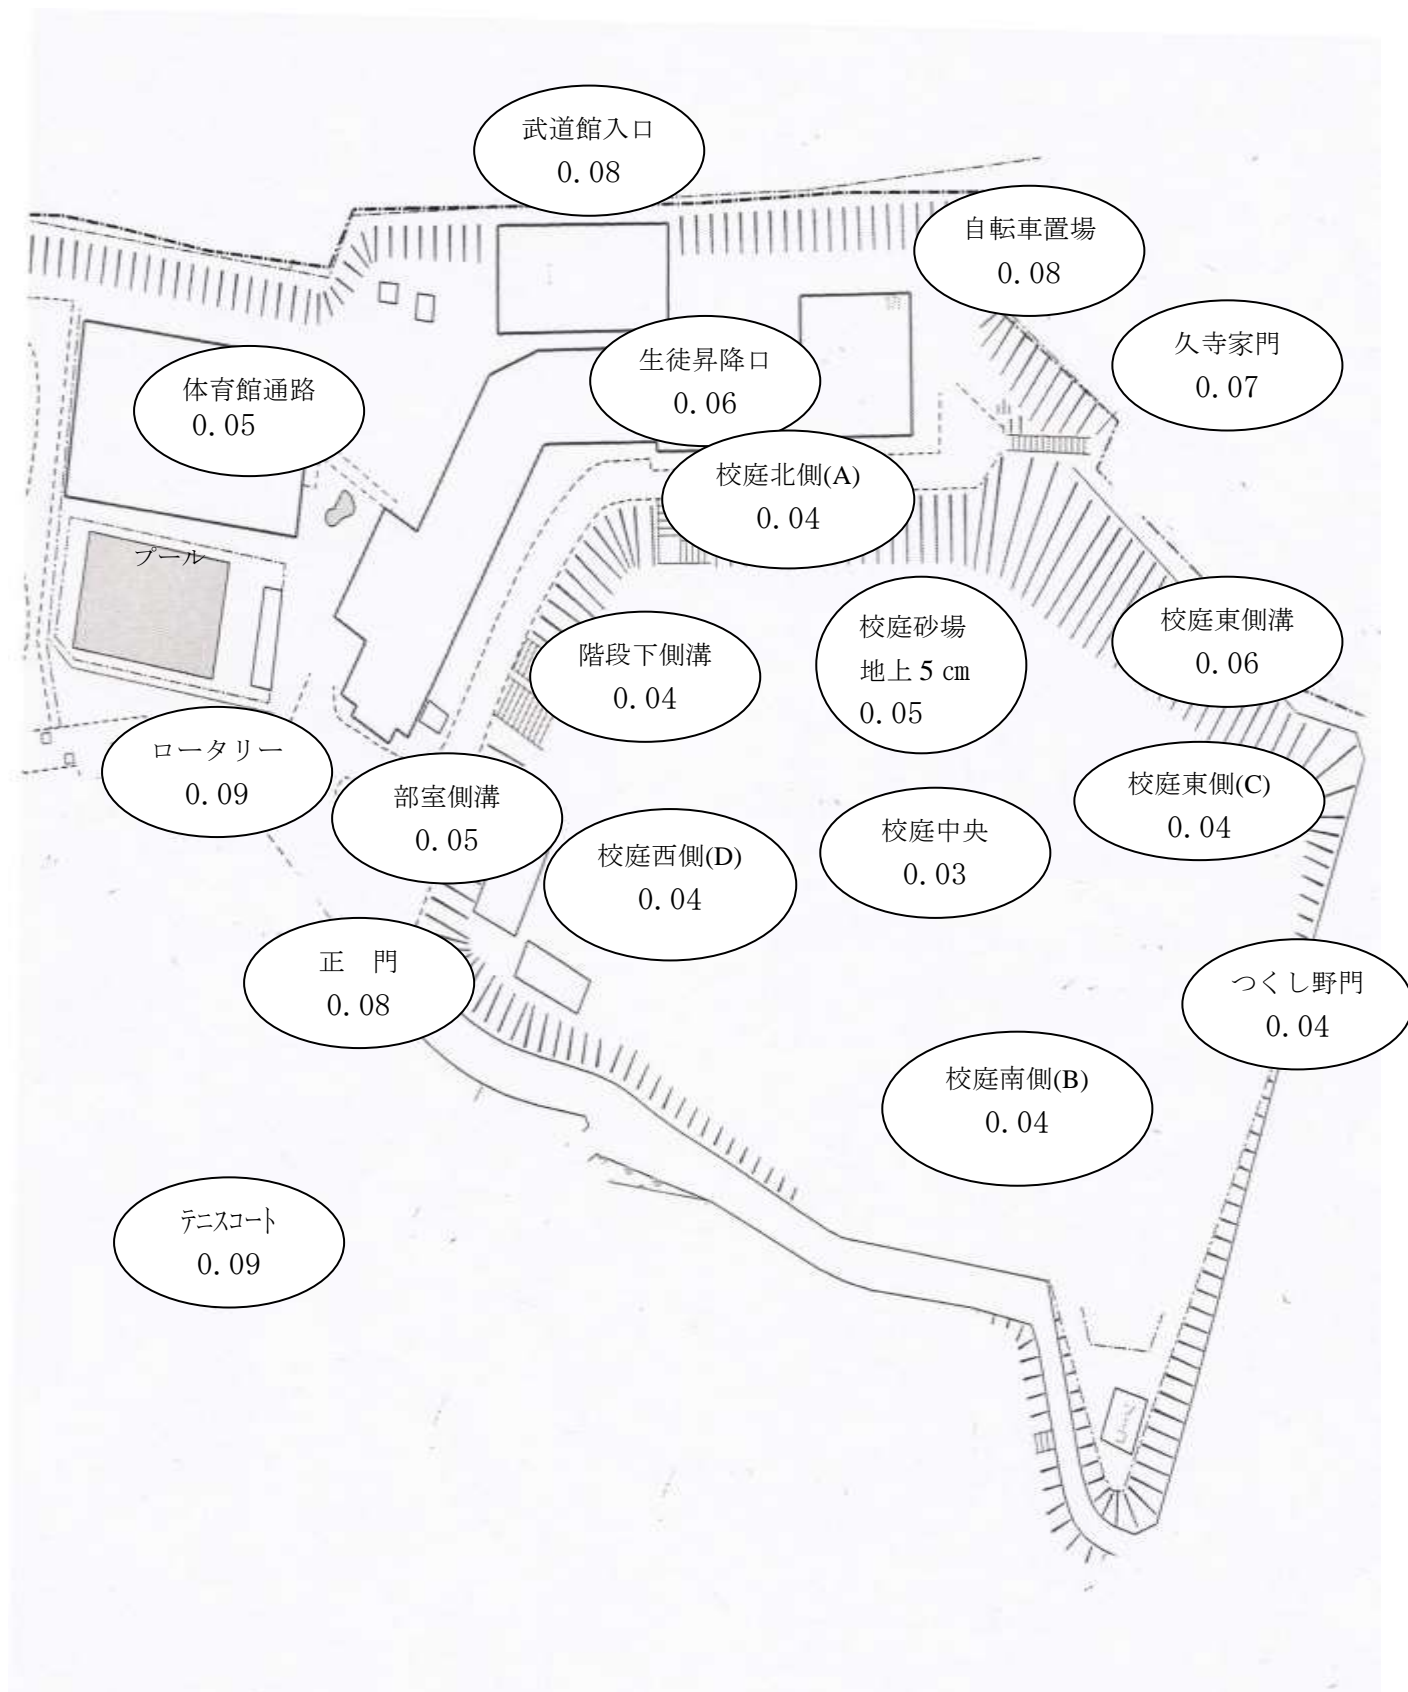 武道館入口
0.08
自転車置場
0.08
久寺家門
0.07
生徒昇降口
0.06
体育館通路
0.05
校庭北側(A)
0.04
プール
階段下側溝
0.04
校庭砂場
地上 5 ㎝
0.05
校庭東側溝
0.06
ロータリー
0.09
部室側溝
0.05
校庭西側(D)
0.04
校庭中央
0.03
校庭東側(C)
0.04
正　門
0.08
つくし野門
0.04
校庭南側(B)
0.04
ﾃﾆｽｺｰﾄ
0.09